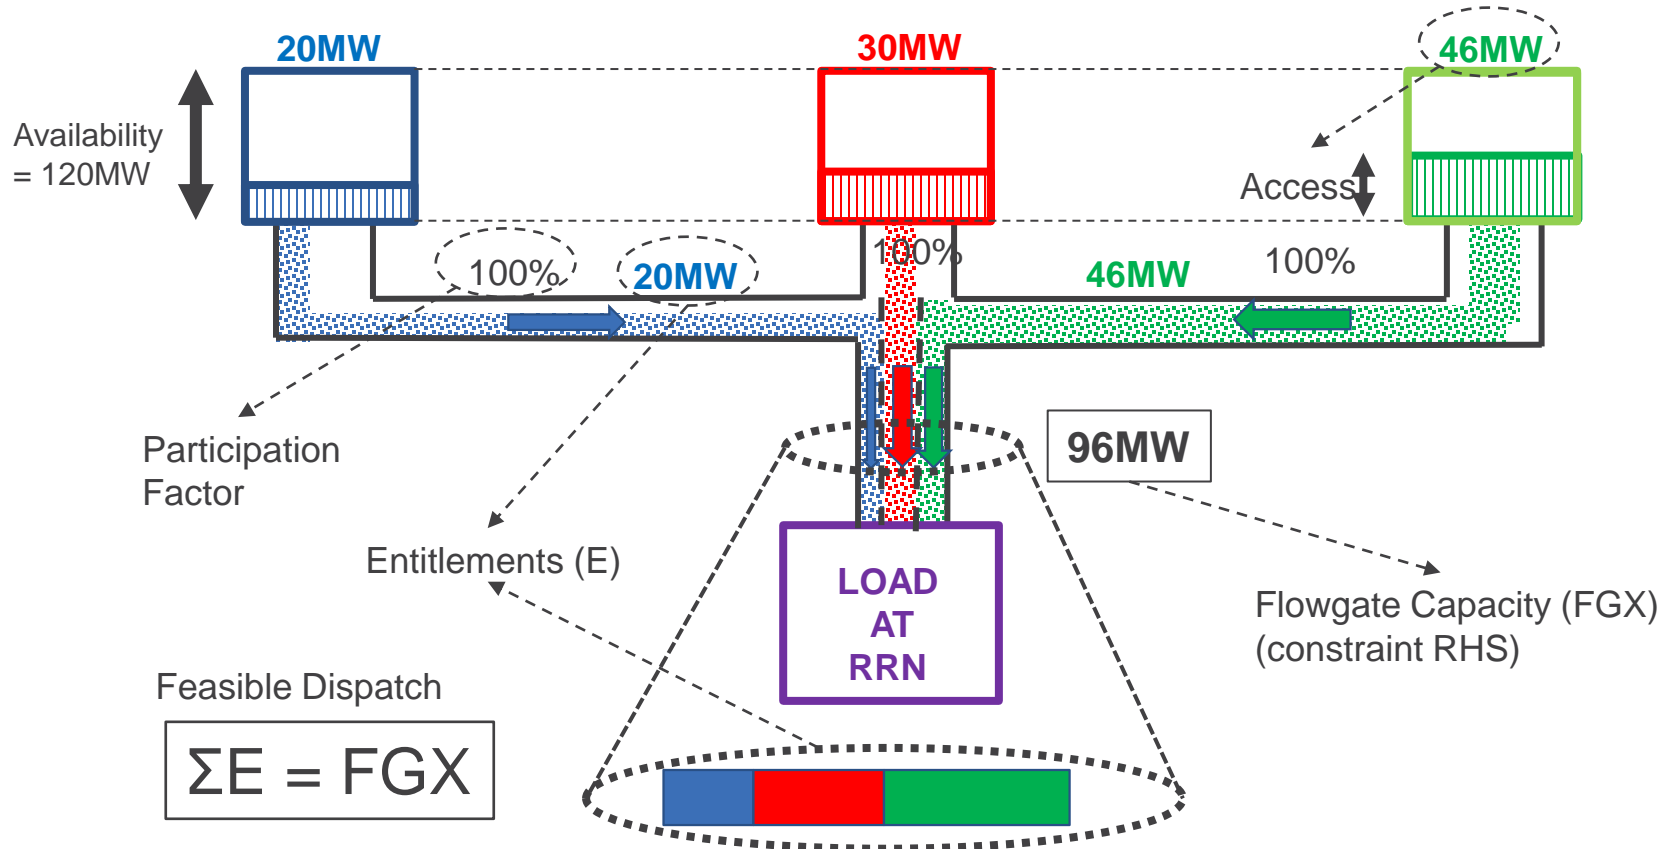 20MW
30MW
46MW
Availability
= 120MW
Access
100%
20MW
100%
46MW
100%
Participation
Factor
96MW
Entitlements (E)
LOAD
AT
RRN
Flowgate Capacity (FGX)
(constraint RHS)
Feasible Dispatch
ΣE = FGX